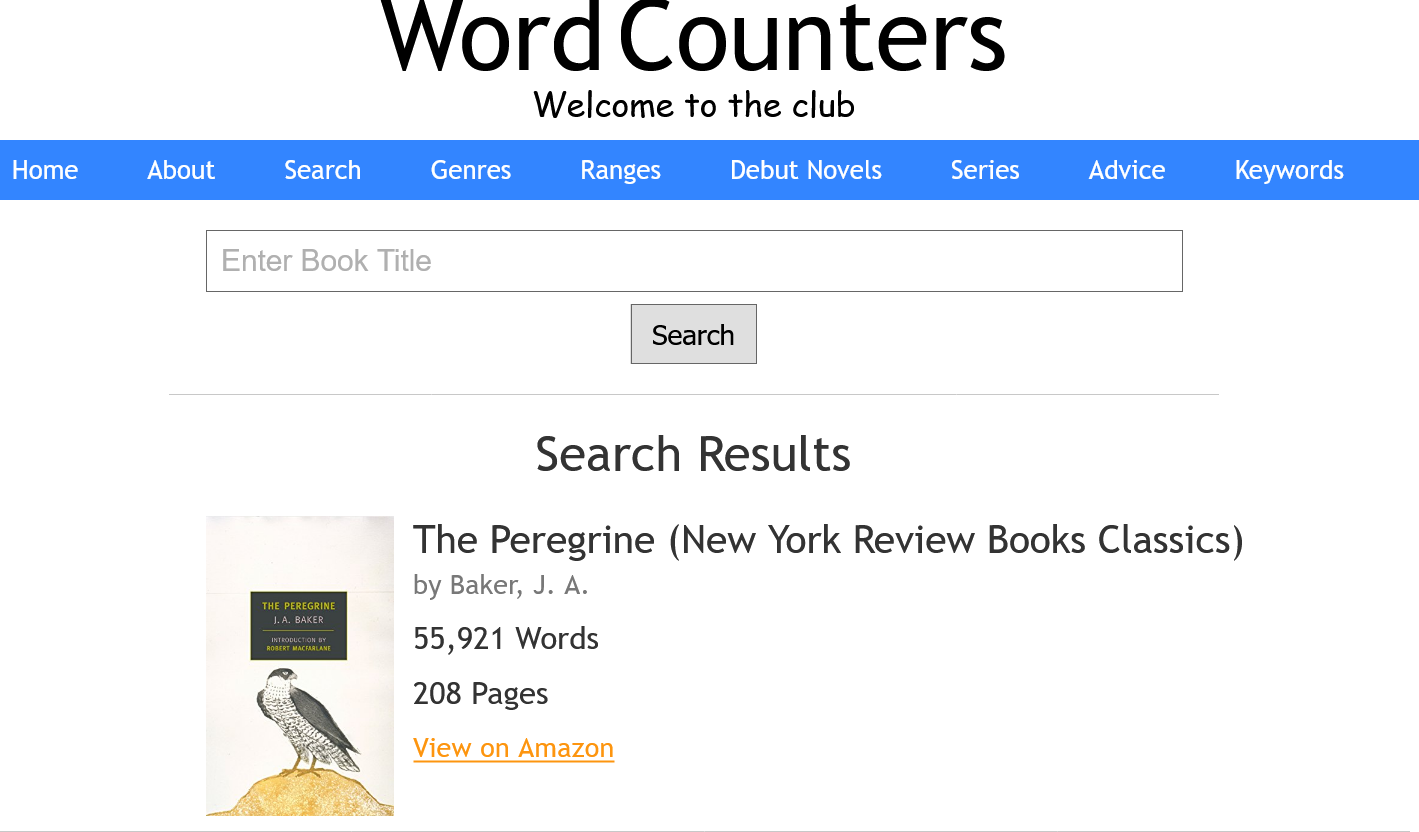 Word Counters
Welcome to the club
Home About Search Genres Ranges Debut Novels Series Advice Keywords
Enter Book Title
Search
Search Results
The Peregrine (New York Review Books Classics)
by Baker, J. A.
55,921 Words
208 Pages
View on Amazon
THE PEREGRINE
J. A. BAKER
INTRODUCTION BY
ROBERT MACFARLANE